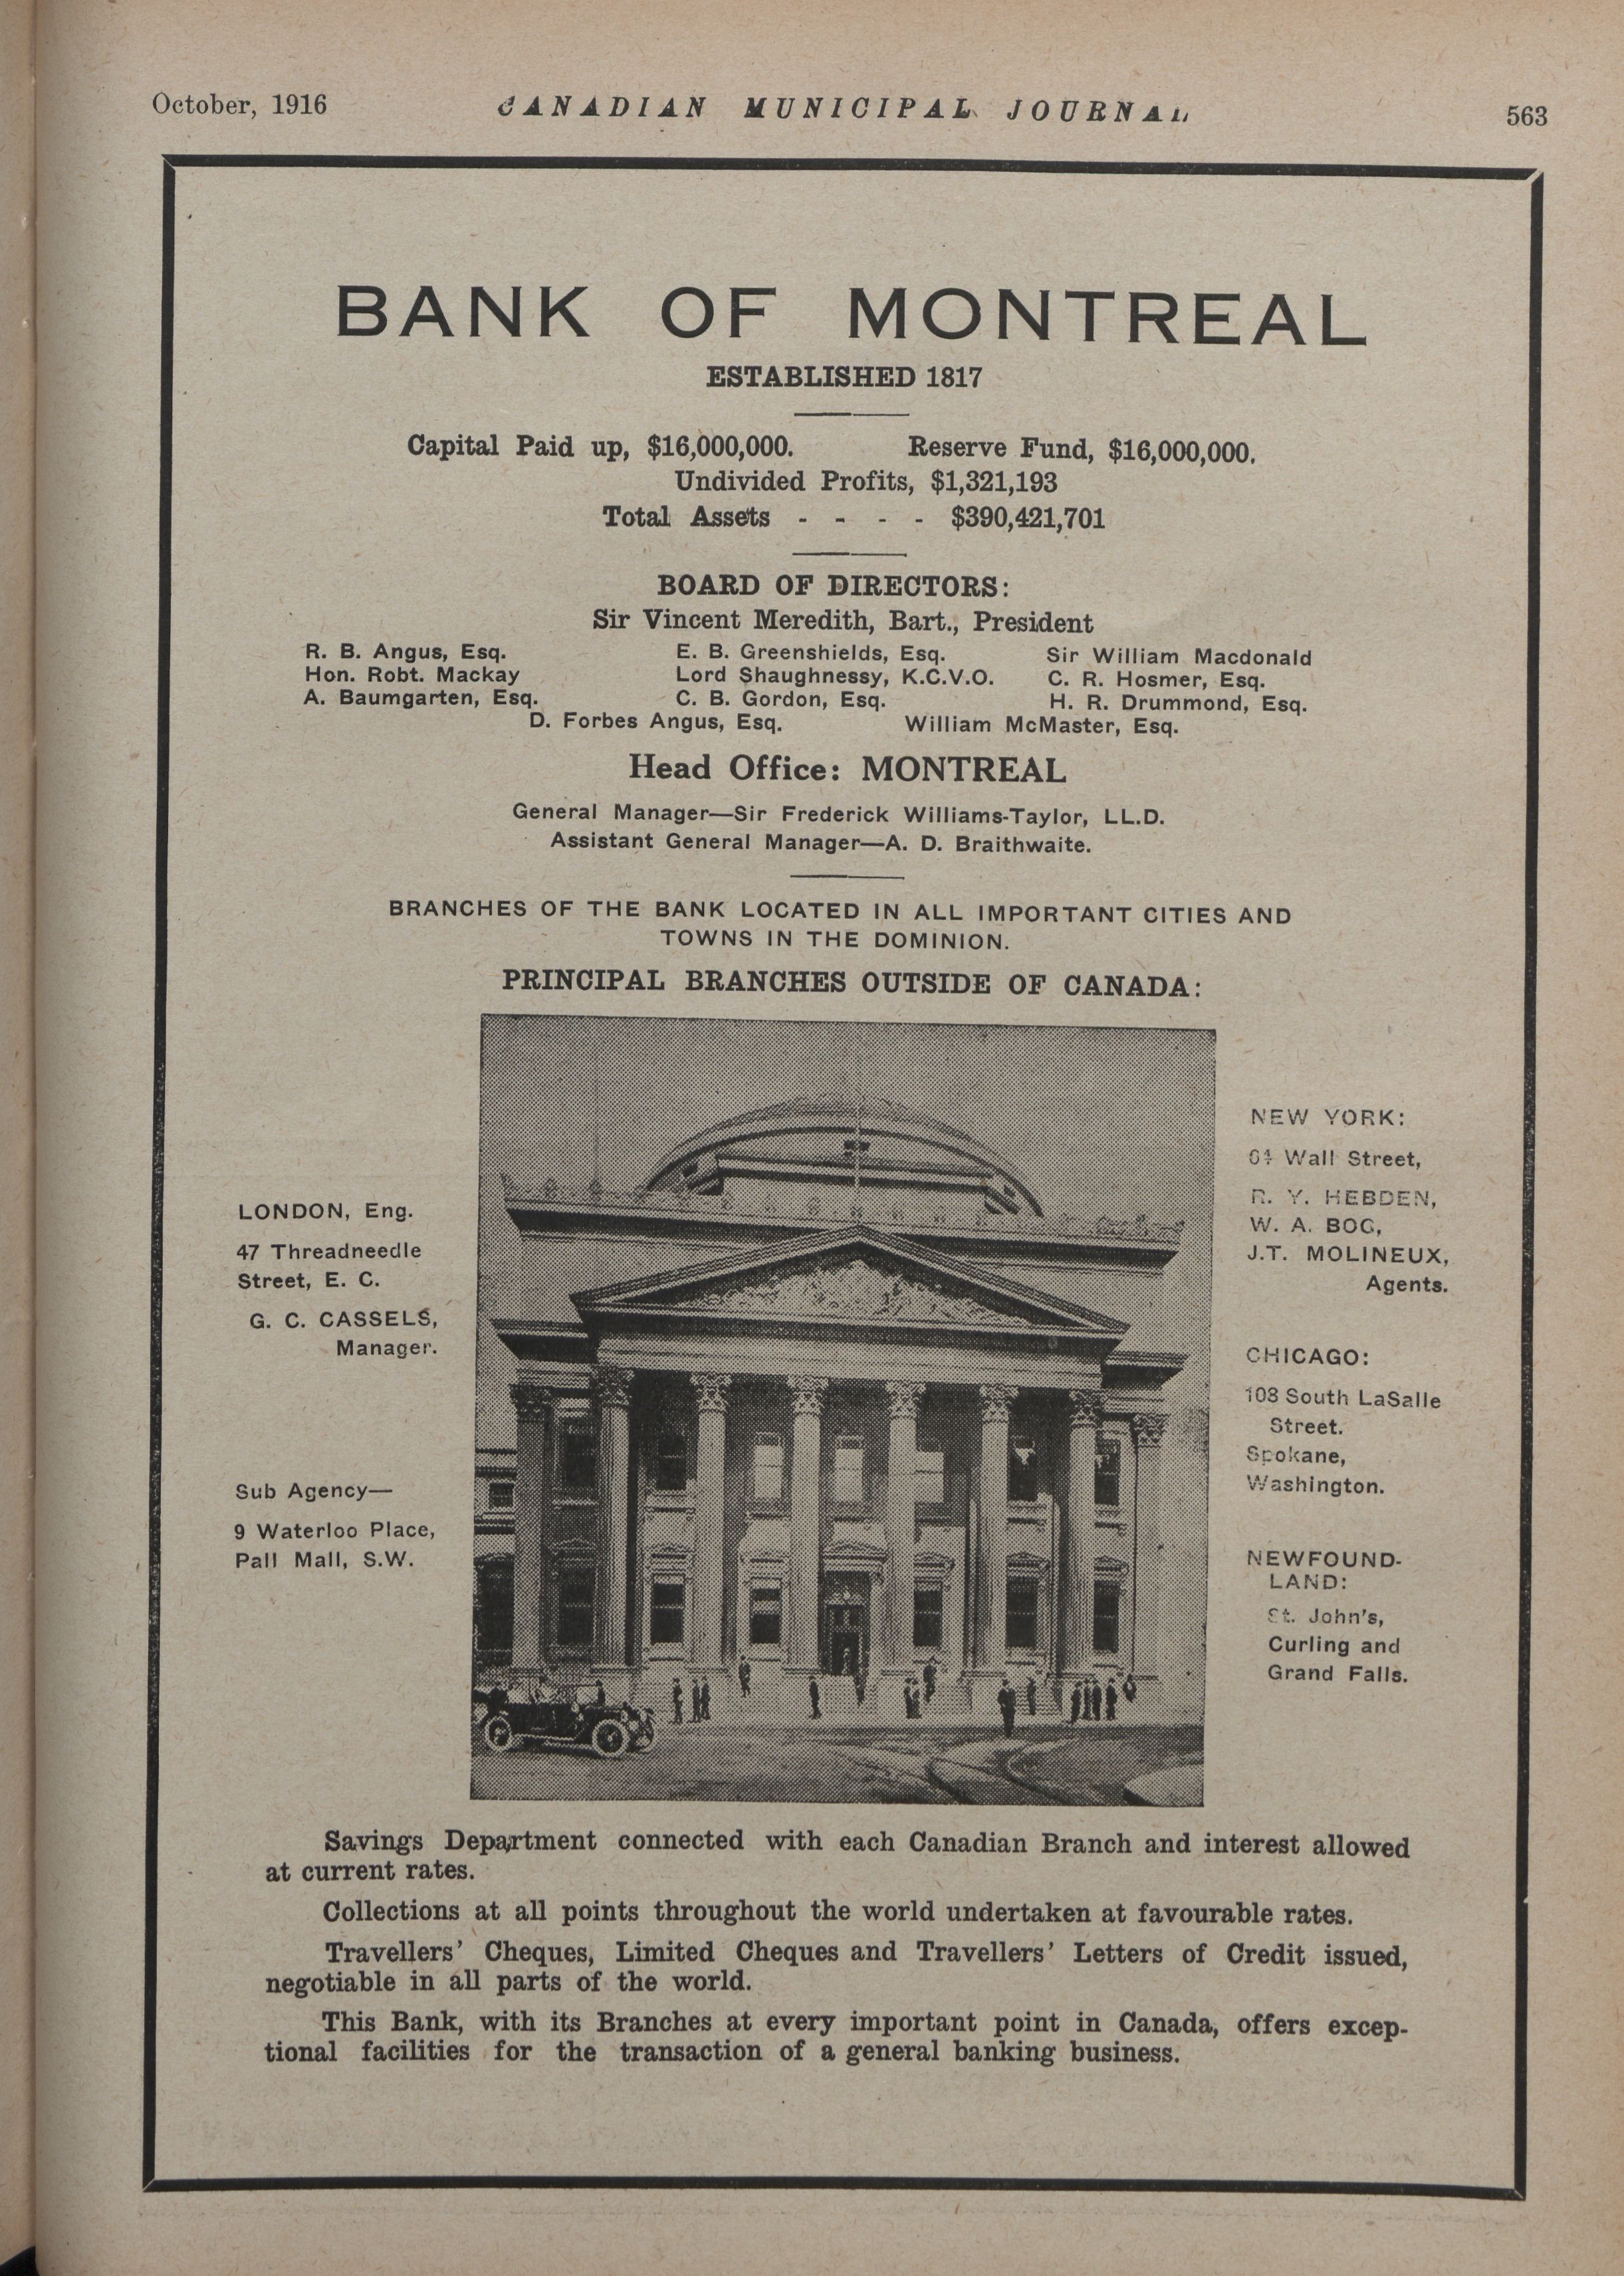 October, 1916
CANADIAN MUNICIPAL JOURNAL
563
BANK OF MONTREAL
ESTABLISHED 1817
Capital Paid up, $16,000,000. Reserve Fund, $16,000,000.
Undivided Profits, $1,321,193
Total Assets - - - - $390,421,701
BOARD OF DIRECTORS:
Sir Vincent Meredith, Bart., President
R. B. Angus, Esq. E. B. Greenshields, Esq. Sir William Macdonald
Hon. Robt. Mackay Lord Shaughnessy, K.C.V.O. C. R. Hosmer, Esq.
A. Baumgarten, Esq. C. B. Gordon, Esq. H. R. Drummond, Esq.
D. Forbes Angus, Esq. William McMaster, Esq.
Head Office: MONTREAL
General Manager—Sir Frederick Williams-Taylor, LL.D.
Assistant General Manager—A. D. Braithwaite.
BRANCHES OF THE BANK LOCATED IN ALL IMPORTANT CITIES AND
TOWNS IN THE DOMINION.
PRINCIPAL BRANCHES OUTSIDE OF CANADA:
LONDON, Eng.
47 Threadneedle
Street, E. C.
G. C. CASSELS,
Manager.
Sub Agency—
9 Waterloo Place,
Pall Mall, S.W.
NEW YORK:
64 Wall Street,
R. Y. HEBDEN,
W. A. BOG,
J.T. MOLINEUX,
Agents.
CHICAGO:
108 South LaSalle
Street.
Spokane,
Washington.
NEWFOUND-
LAND:
St. John's,
Curling and
Grand Falls.
Savings Department connected with each Canadian Branch and interest allowed
at current rates.
Collections at all points throughout the world undertaken at favourable rates.
Travellers' Cheques, Limited Cheques and Travellers' Letters of Credit issued,
negotiable in all parts of the world.
This Bank, with its Branches at every important point in Canada, offers excep-
tional facilities for the transaction of a general banking business.